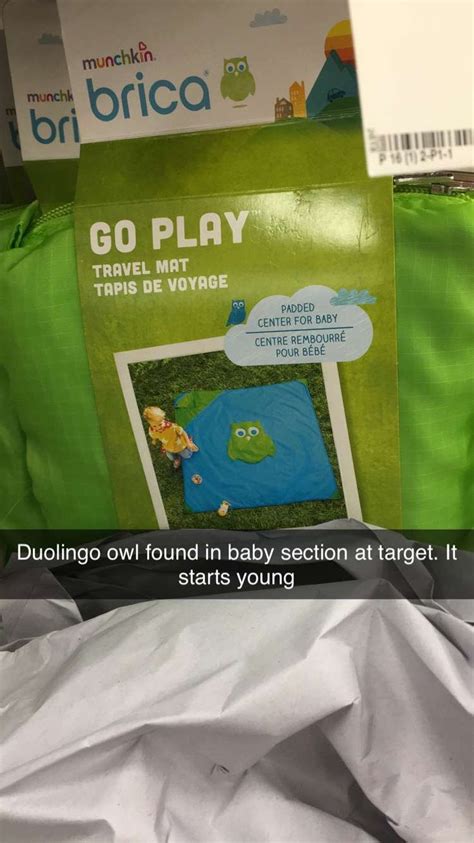 munchkin.
brica
munchk
bri
P 16 (1) 2-P1-1
GO PLAY
TRAVEL MAT
TAPIS DE VOYAGE
PADDED
CENTER FOR BABY
CENTRE REMBOURRÉ
POUR BÉBÉ
Duolingo owl found in baby section at target. It
starts young